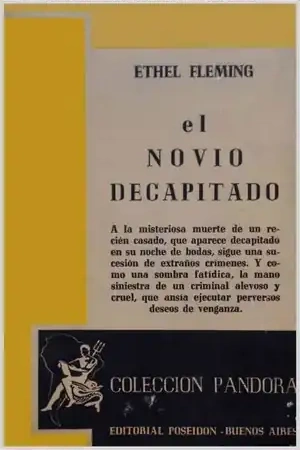 ETHEL FLEMING
el
NOVIO
DECAPITADO
A la misteriosa muerte de un re-
cién casado, que aparece decapitado
en su noche de bodas, sigue una su-
cesión de extraños crímenes. Y co-
mo una sombra fatídica, la mano
siniestra de un criminal alevoso y
cruel, que ansía ejecutar perversos
deseos de venganza.
COLECCION PANDORA
EDITORIAL POSEIDON - BUENOS AIRES